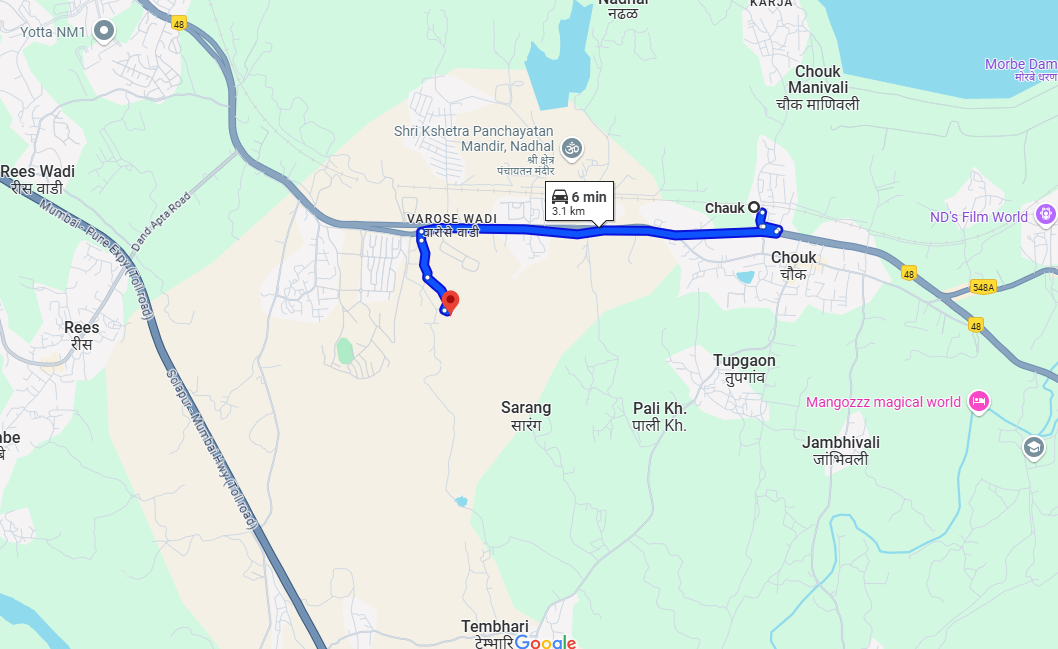 Nadhal
नढळ
KARJA
Yotta NM1
48
Morbe Dam
मोरबे धरण
Chouk
Manivali
चौक माणिवली
Shri Kshetra Panchayatan
Mandir, Nadhal
श्री क्षेत्र
पंचायतन मंदीर
Rees Wadi
रीस वाडी
6 min
3.1 km
Chauk
ND's Film World
Mumbai - Pune Expy (Toll road)
Dand Apta Road
VAROSE WADI
वारोसे वाडी
Chouk
चौक
48
548A
48
Rees
रीस
Tupgaon
तुपगांव
Solapur - Mumbai Hwy (Toll road)
Mangozzz magical world
Sarang
सारंग
Pali Kh.
पाली Kh.
Jambhivali
जांभिवली
be
बे
Tembhari
टेम्भारि
Google